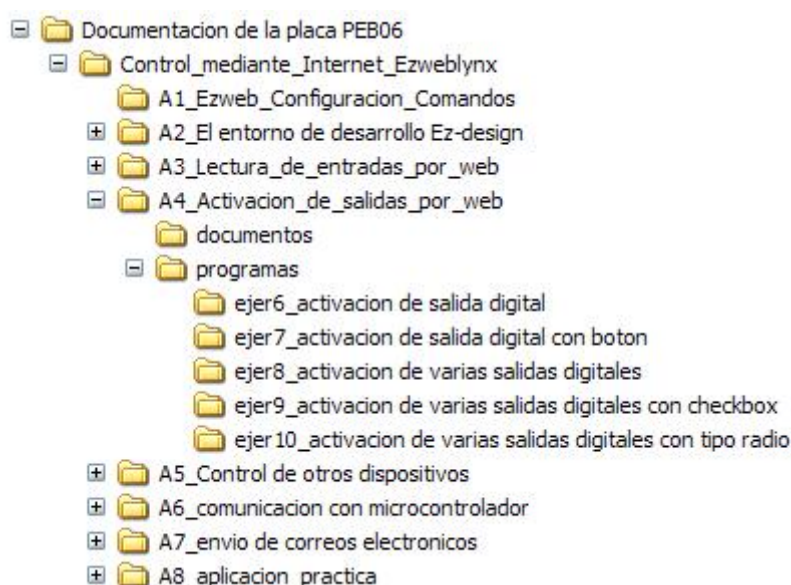 Documentacion de la placa PEB06
Control_mediante_Internet_Ezweblynx
A1_Ezweb_Configuracion_Comandos
A2_El entorno de desarrollo Ez-design
A3_Lectura_de_entradas_por_web
A4_Activacion_de_salidas_por_web
documentos
programas
ejer6_activacion de salida digital
ejer7_activacion de salida digital con boton
ejer8_activacion de varias salidas digitales
ejer9_activacion de varias salidas digitales con checkbox
ejer10_activacion de varias salidas digitales con tipo radio
A5_Control de otros dispositivos
A6_comunicacion con microcontrolador
A7_envio de correos electronicos
A8_aplicacion_practica